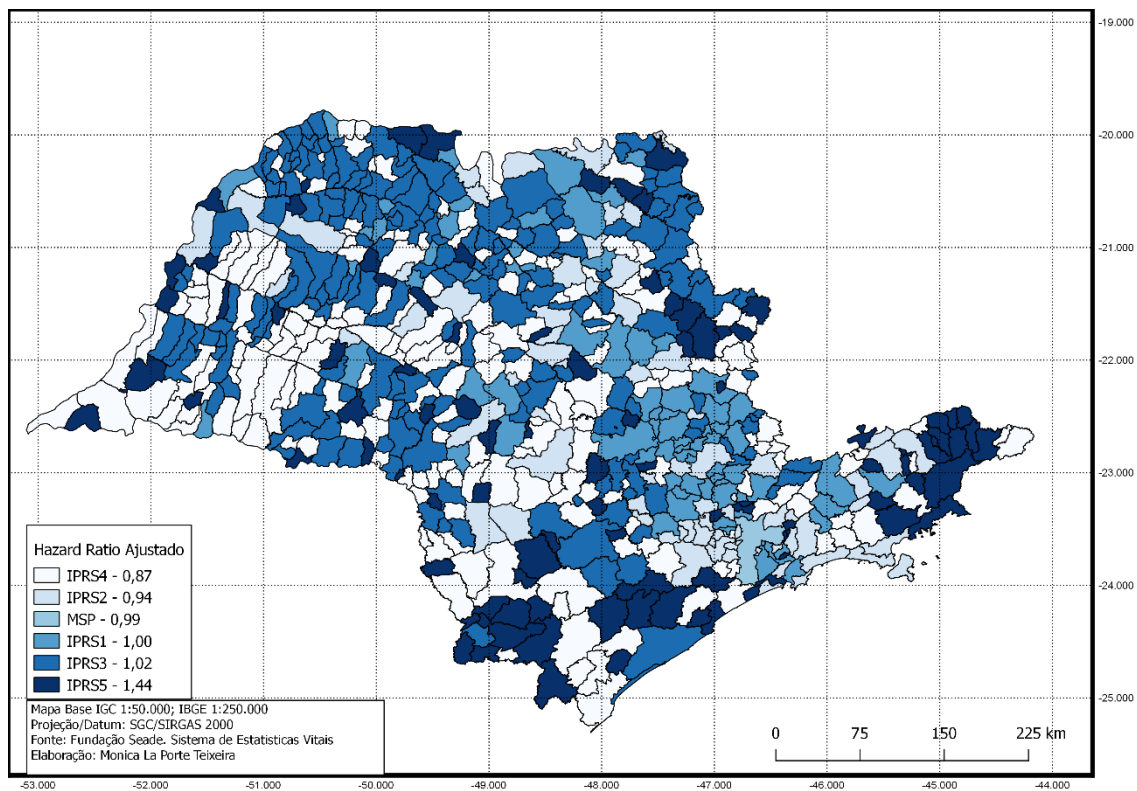 -19.000
-20.000
-21.000
-22.000
-23.000
-24.000
-25.000
Hazard Ratio Ajustado
IPRS4 - 0,87
IPRS2 - 0,94
MSP - 0,99
IPRS1 - 1,00
IPRS3 - 1,02
IPRS5 - 1,44
Mapa Base IGC 1:50.000; IBGE 1:250.000
Projeção/Datum: SGC/SIRGAS 2000
Fonte: Fundação Seade. Sistema de Estatisticas Vitais
Elaboração: Monica La Porte Teixeira
0 75 150 225 km
-53.000 -52.000 -51.000 -50.000 -49.000 -48.000 -47.000 -46.000 -45.000 -44.000